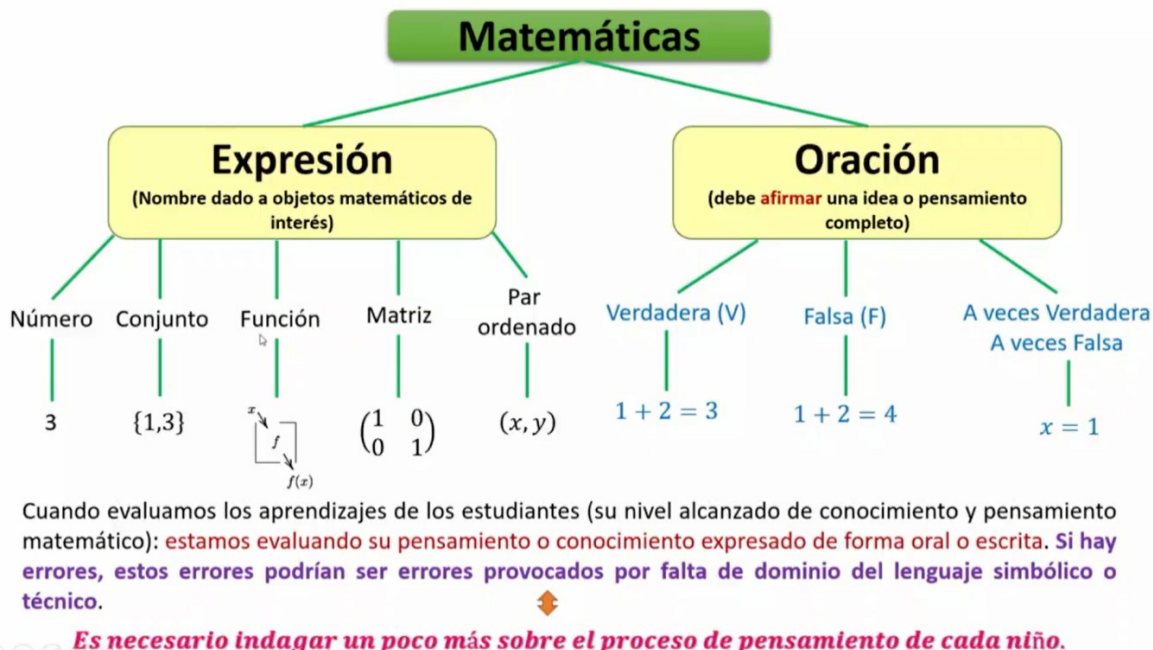 Matemáticas
Expresión
(Nombre dado a objetos matemáticos de
interés)
Oración
(debe afirmar una idea o pensamiento
completo)
Número
Conjunto
Función
Matriz
Par
ordenado
Verdadera (V)
Falsa (F)
A veces Verdadera
A veces Falsa
3
{1,3}
x
f
f(x)
(1 0
0 1)
(x, y)
1 + 2 = 3
1 + 2 = 4
x = 1
Cuando evaluamos los aprendizajes de los estudiantes (su nivel alcanzado de conocimiento y pensamiento
matemático): estamos evaluando su pensamiento o conocimiento expresado de forma oral o escrita. Si hay
errores, estos errores podrían ser errores provocados por falta de dominio del lenguaje simbólico o
técnico.
Es necesario indagar un poco más sobre el proceso de pensamiento de cada niño.